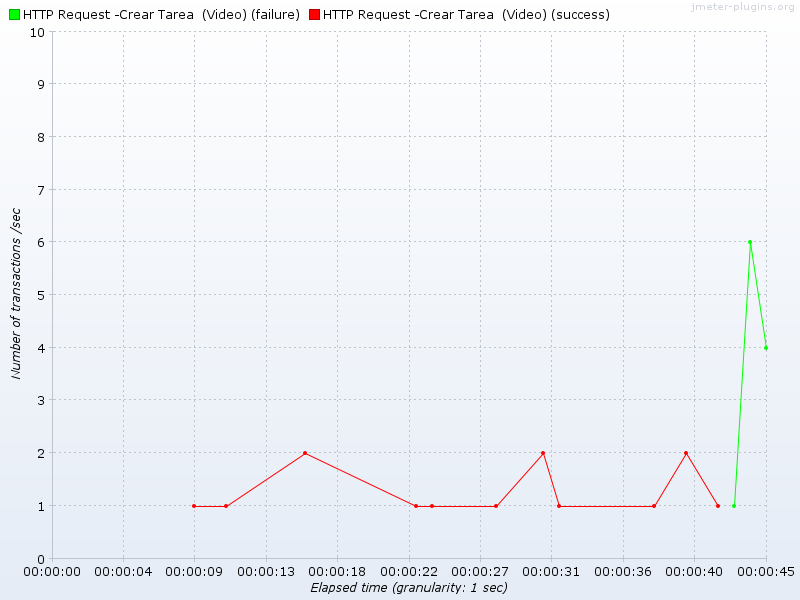 HTTP Request -Crear Tarea  (Video) (failure) HTTP Request -Crear Tarea  (Video) (success)
jmeter-plugins.org
Number of transactions /sec
10
9
8
7
6
5
4
3
2
1
0
00:00:00 00:00:04 00:00:09 00:00:13 00:00:18 00:00:22 00:00:27 00:00:31 00:00:36 00:00:40 00:00:45
Elapsed time (granularity: 1 sec)